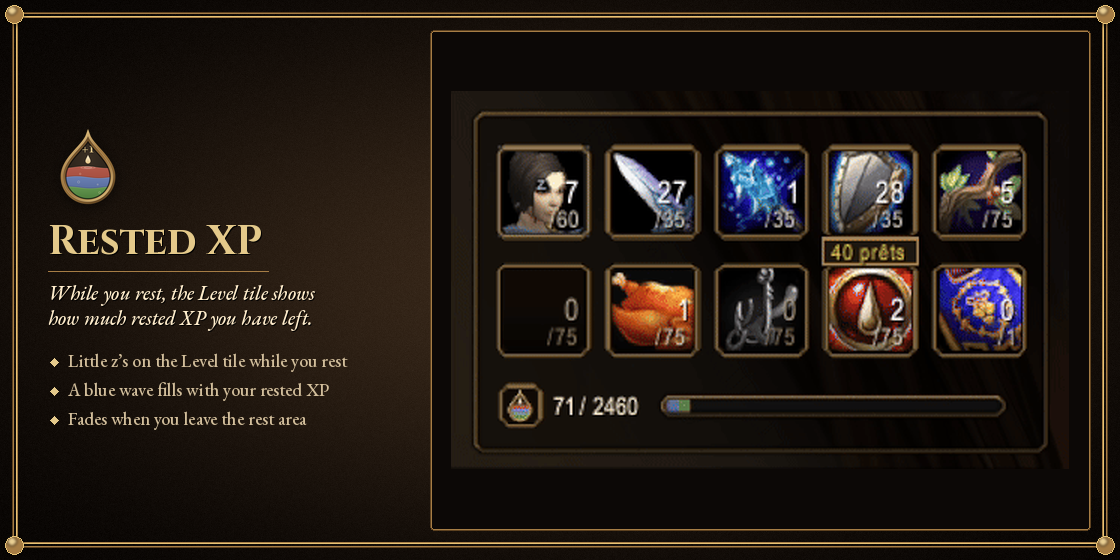 +1
RESTED XP
While you rest, the Level tile shows
how much rested XP you have left.
Little z's on the Level tile while you rest
A blue wave fills with your rested XP
Fades when you leave the rest area
z 7 27 1 28 5
/60 /35 /35 /35 /75
40 prêts
0 1 0 2 0
/75 /75 /75 /75 /1
71 / 2460